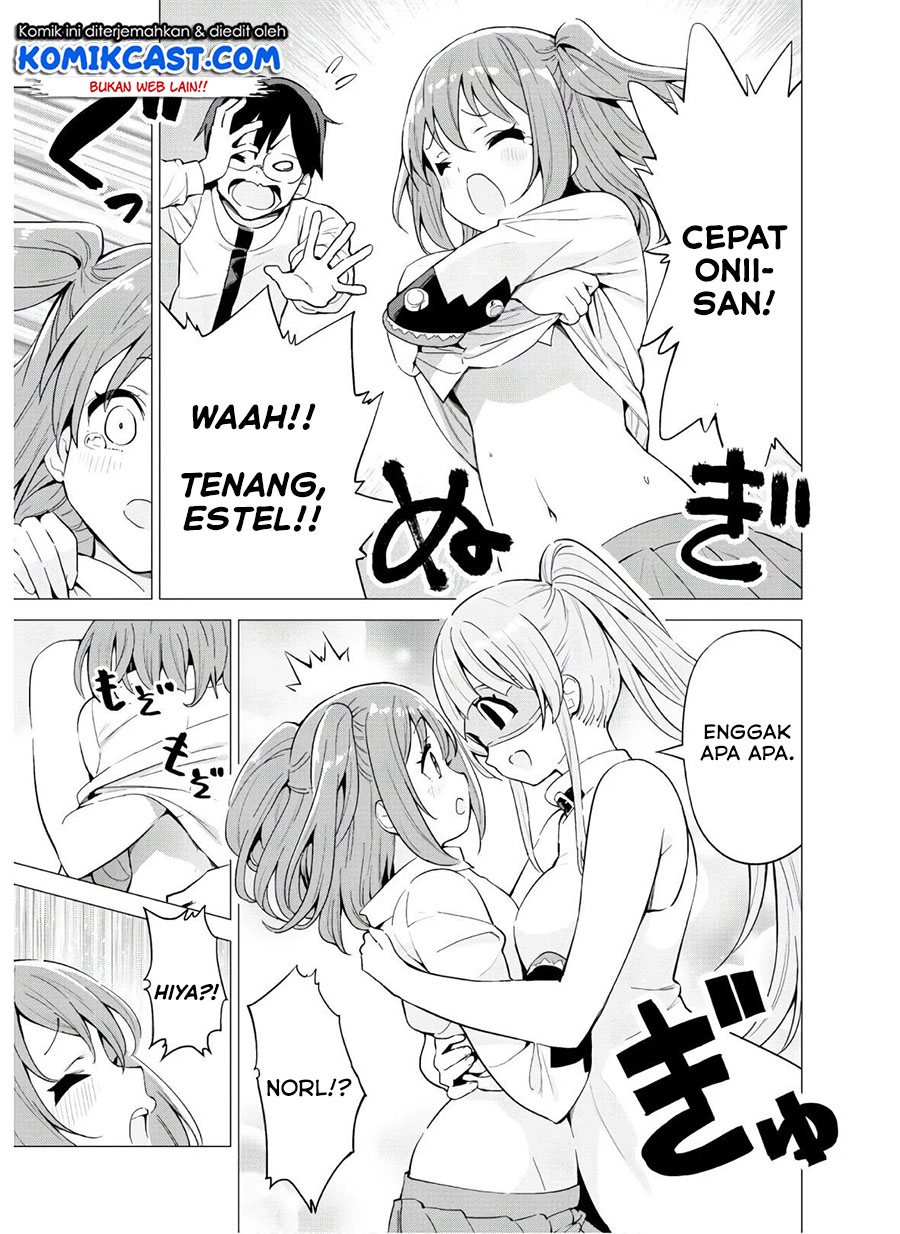 Komik ini diterjemahkan & diedit oleh
KOMIKCAST.COM
BUKAN WEB LAIN!!
CEPAT
ONII-
SAN!
WAAH!!
TENANG,
ESTEL!!
ぬぎ
ぐっ
ENGGAK
APA APA.
NORL!?
ぎゅ
もぞ
もぞ
HIYA?!